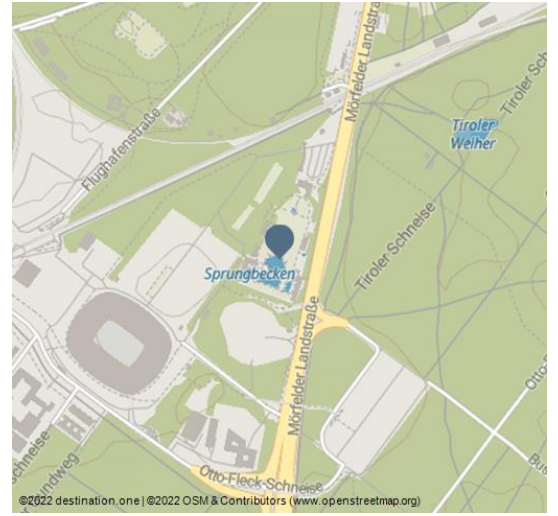 Mörfelder Landstraße
Tiroler Schneise
Tiroler
Weiher
Flughafenstraße
Sprungbecken
Tiroler Schneise
Mörfelder Landstraße
Otto-Fleck-Schneise
©2022 destination.one | ©2022 OSM & Contributors (www.openstreetmap.org)